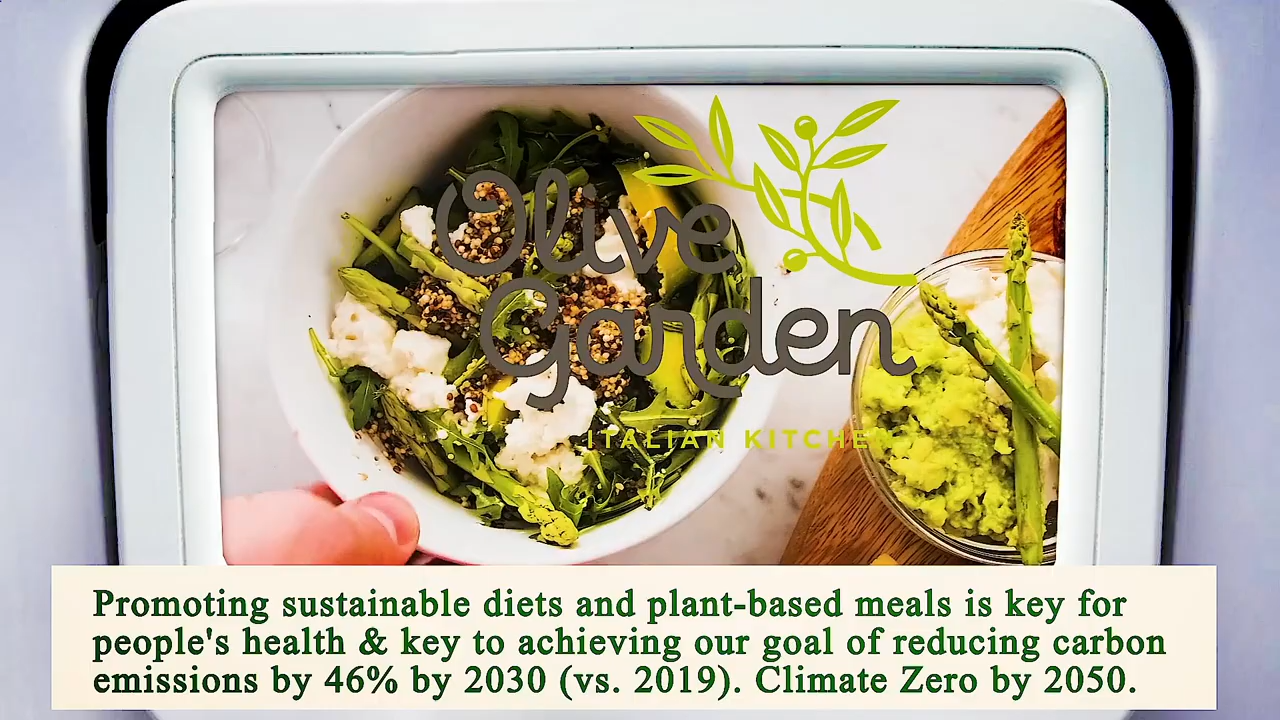 Olive
Garden
ITALIAN KITCHEN
Promoting sustainable diets and plant-based meals is key for
people's health & key to achieving our goal of reducing carbon
emissions by 46% by 2030 (vs. 2019). Climate Zero by 2050.